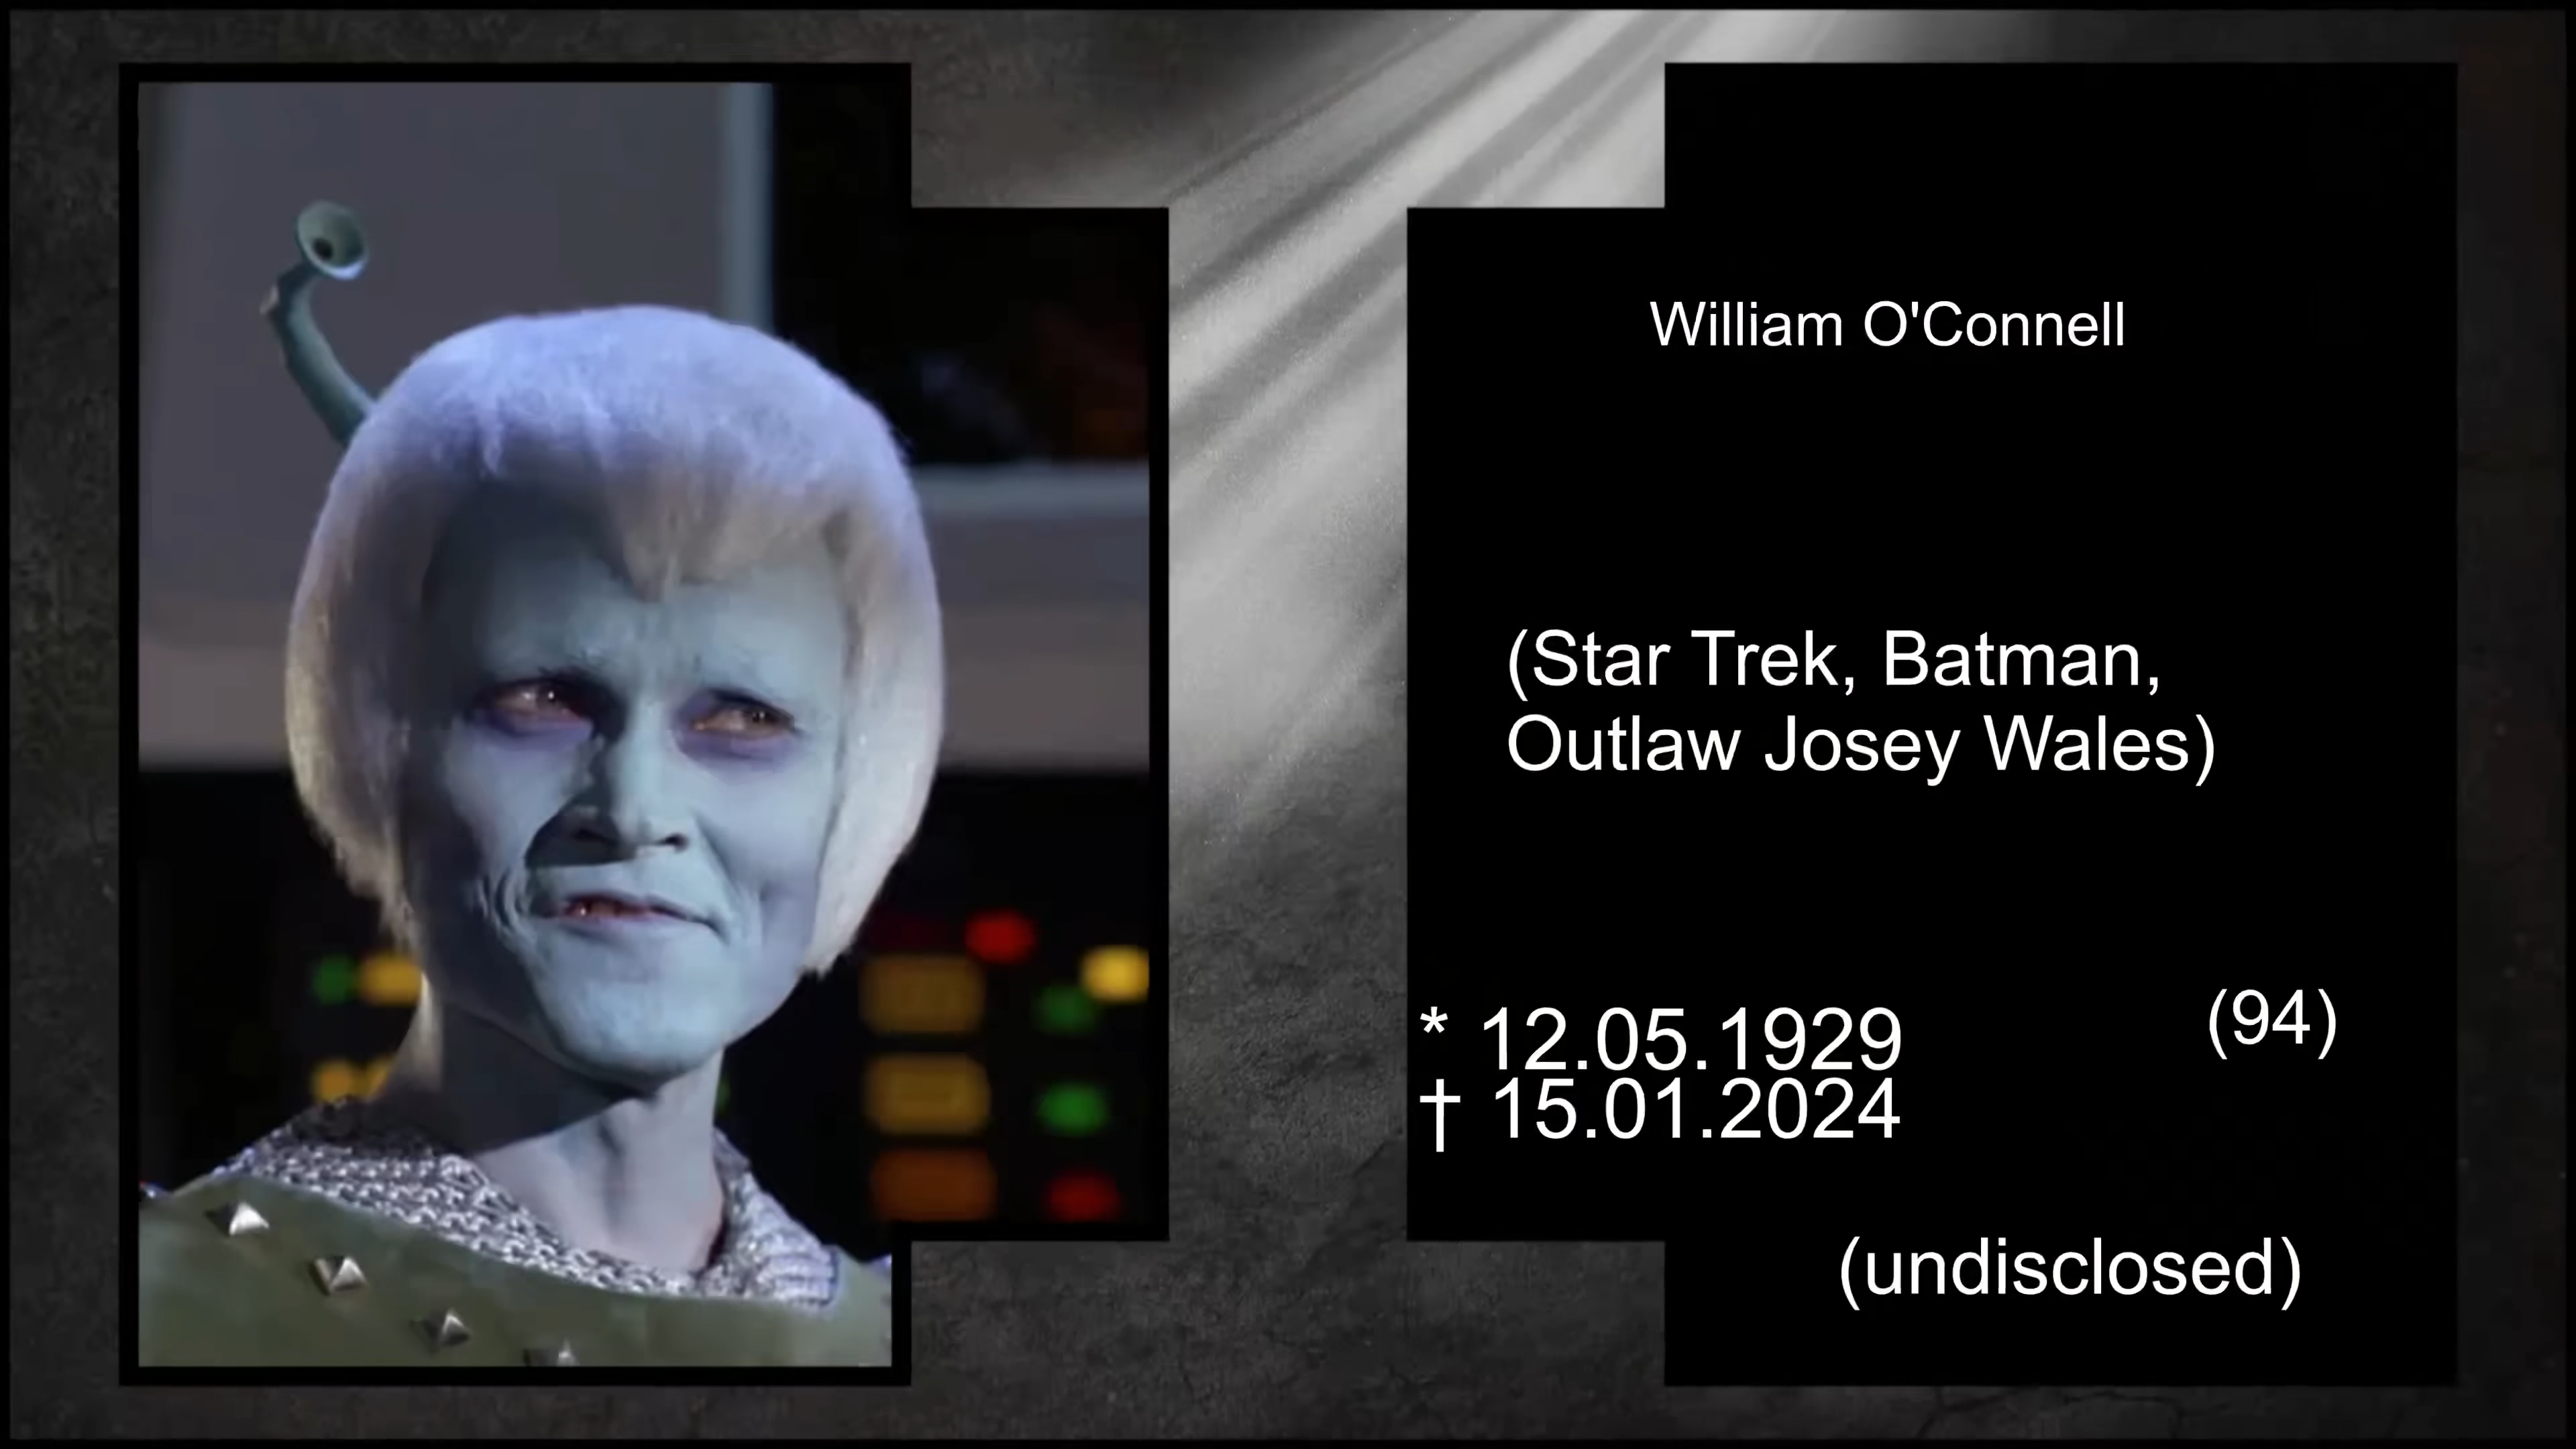 William O'Connell
(Star Trek, Batman,
Outlaw Josey Wales)
* 12.05.1929
(94)
† 15.01.2024
(undisclosed)